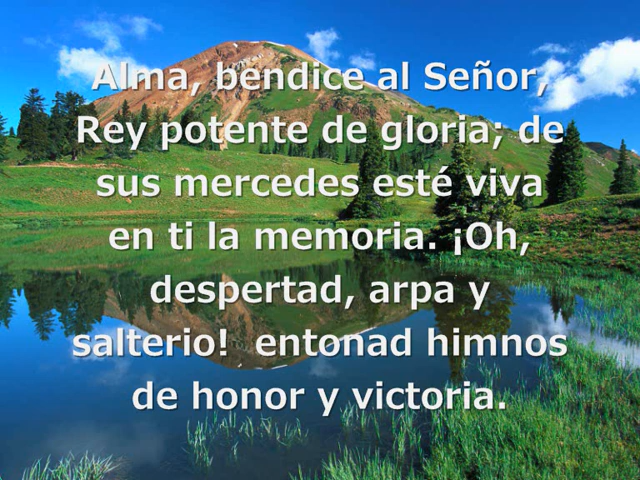 Alma, bendice al Señor,
Rey potente de gloria; de
sus mercedes esté viva
en ti la memoria. ¡Oh,
despertad, arpa y
salterio!  entonad himnos
de honor y victoria.